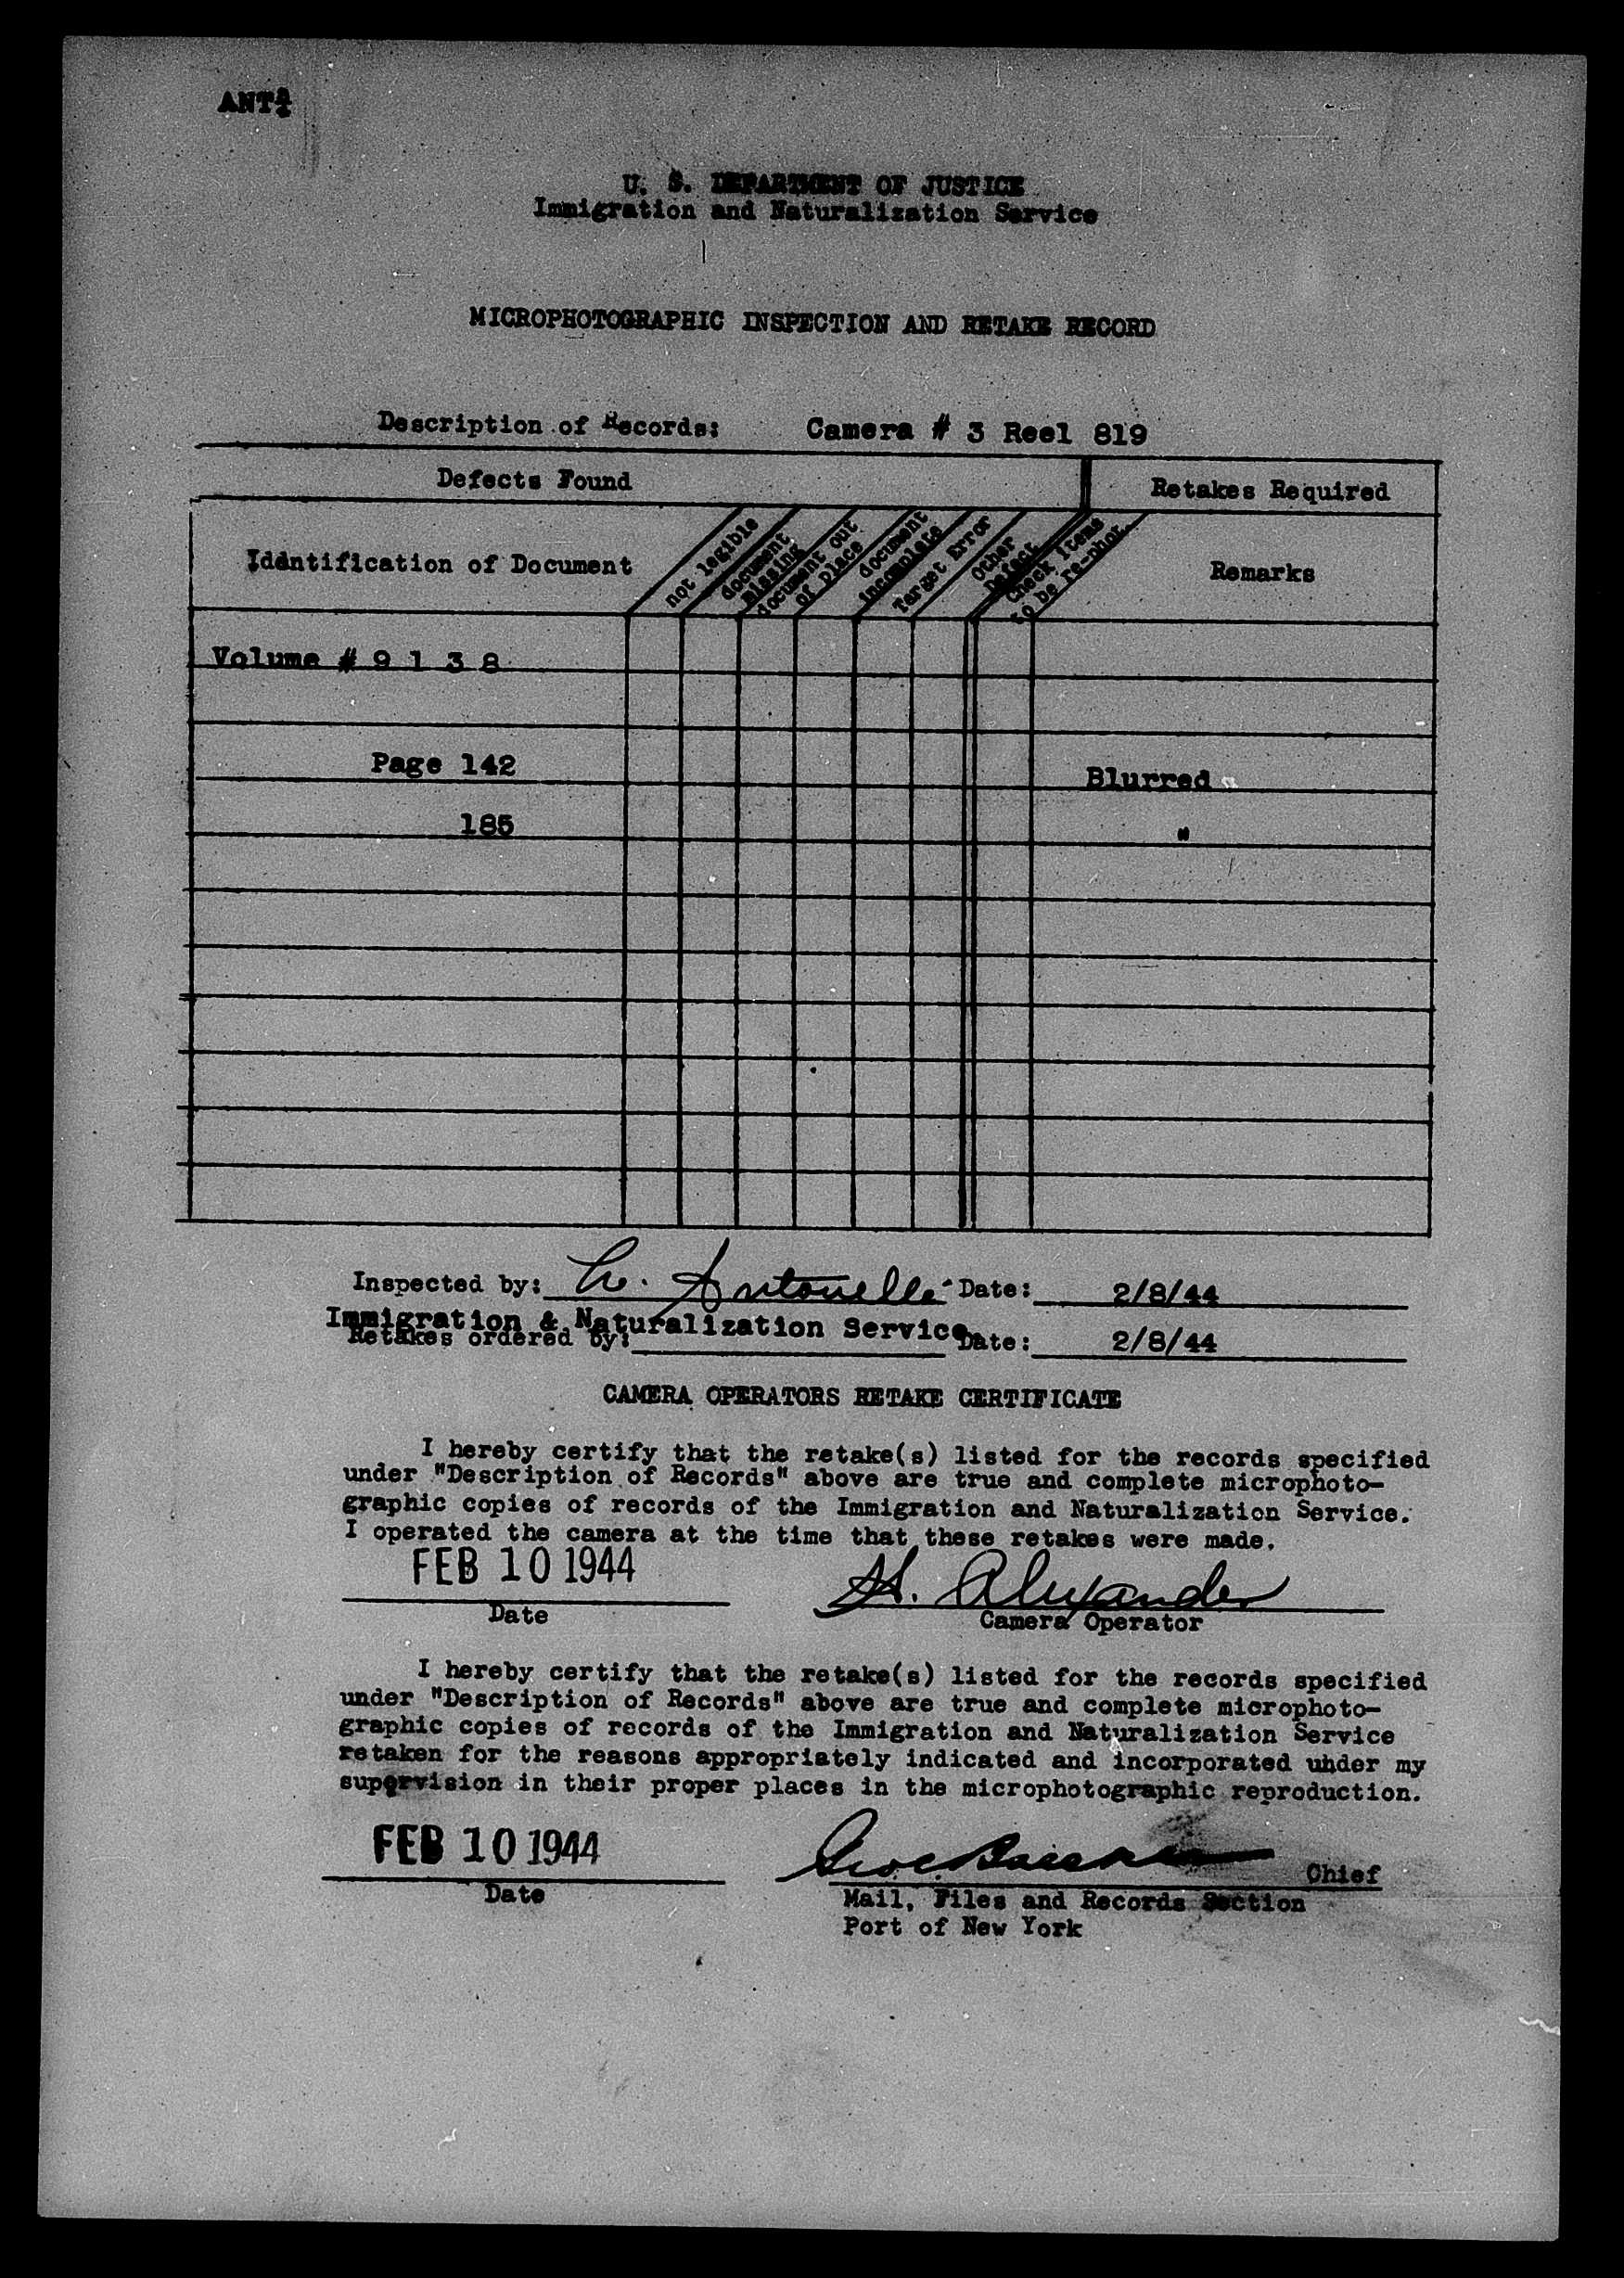 U. S. DEPARTMENT OF JUSTICE
Immigration and Naturalization Service
MICROPHOTOGRAPHIC INSPECTION AND RETAKE RECORD
Description of Records: Camera # 3 Reel 819
Defects Found
Retakes Required
Identification of Document
not legible
document
missing
document out
of place
document
incomplete
Target Error
Other
Defect
Check items
to be re-phot.
Remarks
Volume # 9 1 3 8
Page 142 Blurred
185 "
Inspected by: Antonelli Date: 2/8/44
Immigration & Naturalization Service
Retakes ordered by: Date: 2/8/44
CAMERA OPERATORS RETAKE CERTIFICATE
I hereby certify that the retake(s) listed for the records specified
under "Description of Records" above are true and complete microphoto-
graphic copies of records of the Immigration and Naturalization Service.
I operated the camera at the time that these retakes were made.
FEB 10 1944 H. Alexander
Date Camera Operator
I hereby certify that the retake(s) listed for the records specified
under "Description of Records" above are true and complete microphoto-
graphic copies of records of the Immigration and Naturalization Service
retaken for the reasons appropriately indicated and incorporated under my
supervision in their proper places in the microphotographic reproduction.
FEB 10 1944 Chief
Date Mail, Files and Records Section
Port of New York